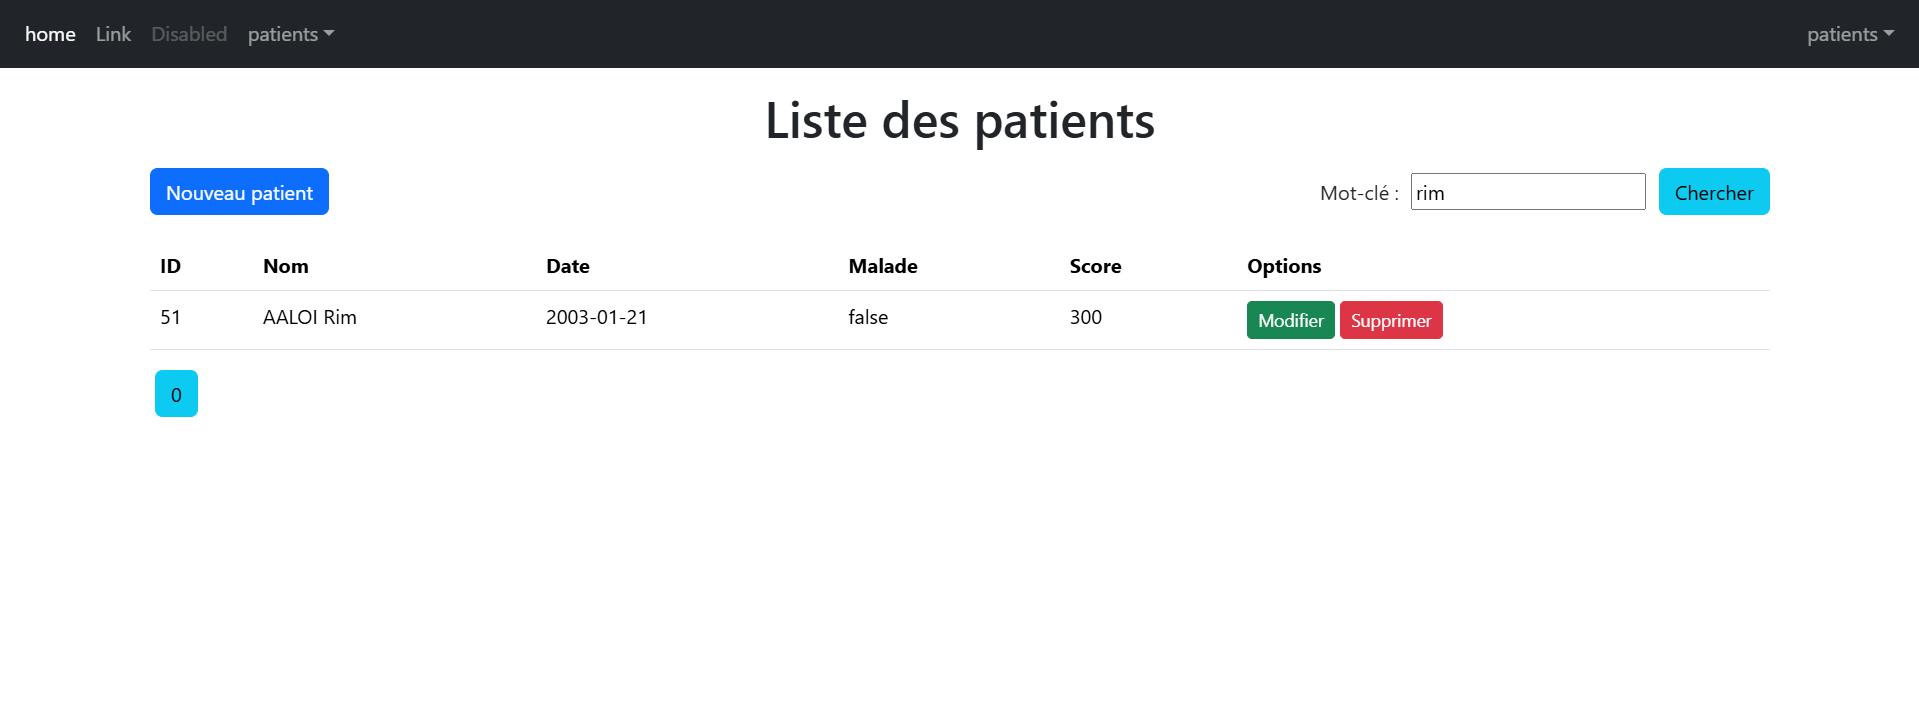 home Link Disabled patients patients
Liste des patients
Nouveau patient Mot-clé : rim Chercher
ID Nom Date Malade Score Options
51 AALOI Rim 2003-01-21 false 300 Modifier Supprimer
0